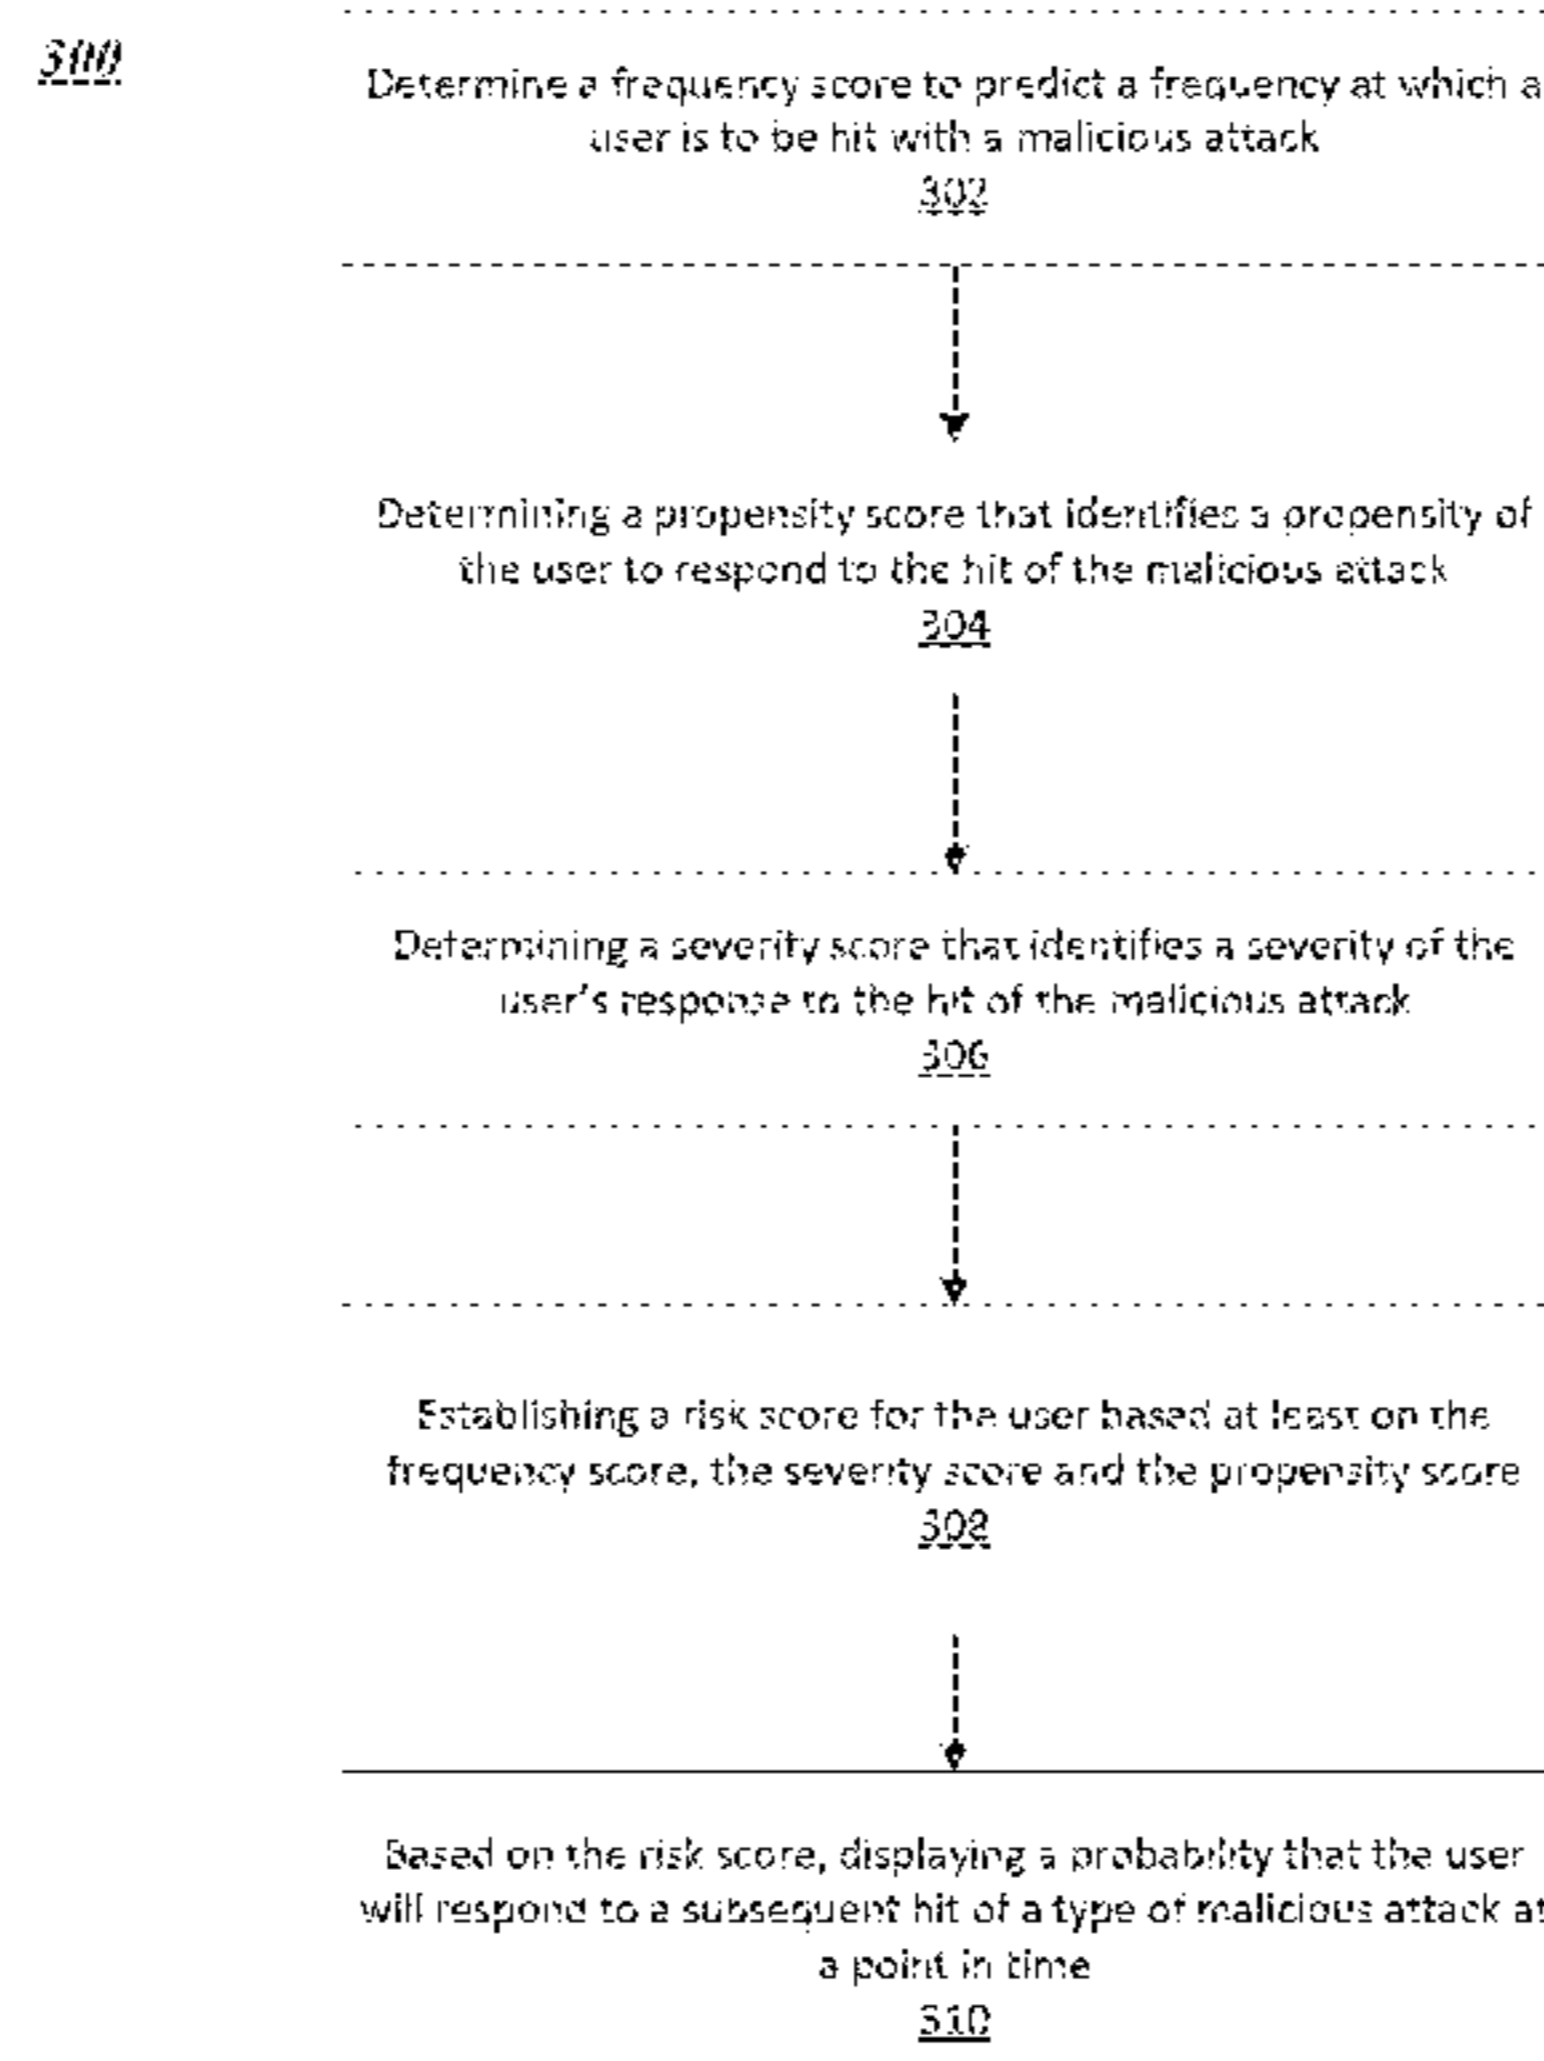 300
Determine a frequency score to predict a frequency at which a
user is to be hit with a malicious attack
302
Determining a propensity score that identifies a propensity of
the user to respond to the hit of the malicious attack
304
Determining a severity score that identifies a severity of the
user's response to the hit of the malicious attack
306
Establishing a risk score for the user based at least on the
frequency score, the severity score and the propensity score
308
Based on the risk score, displaying a probability that the user
will respond to a subsequent hit of a type of malicious attack at
a point in time
310